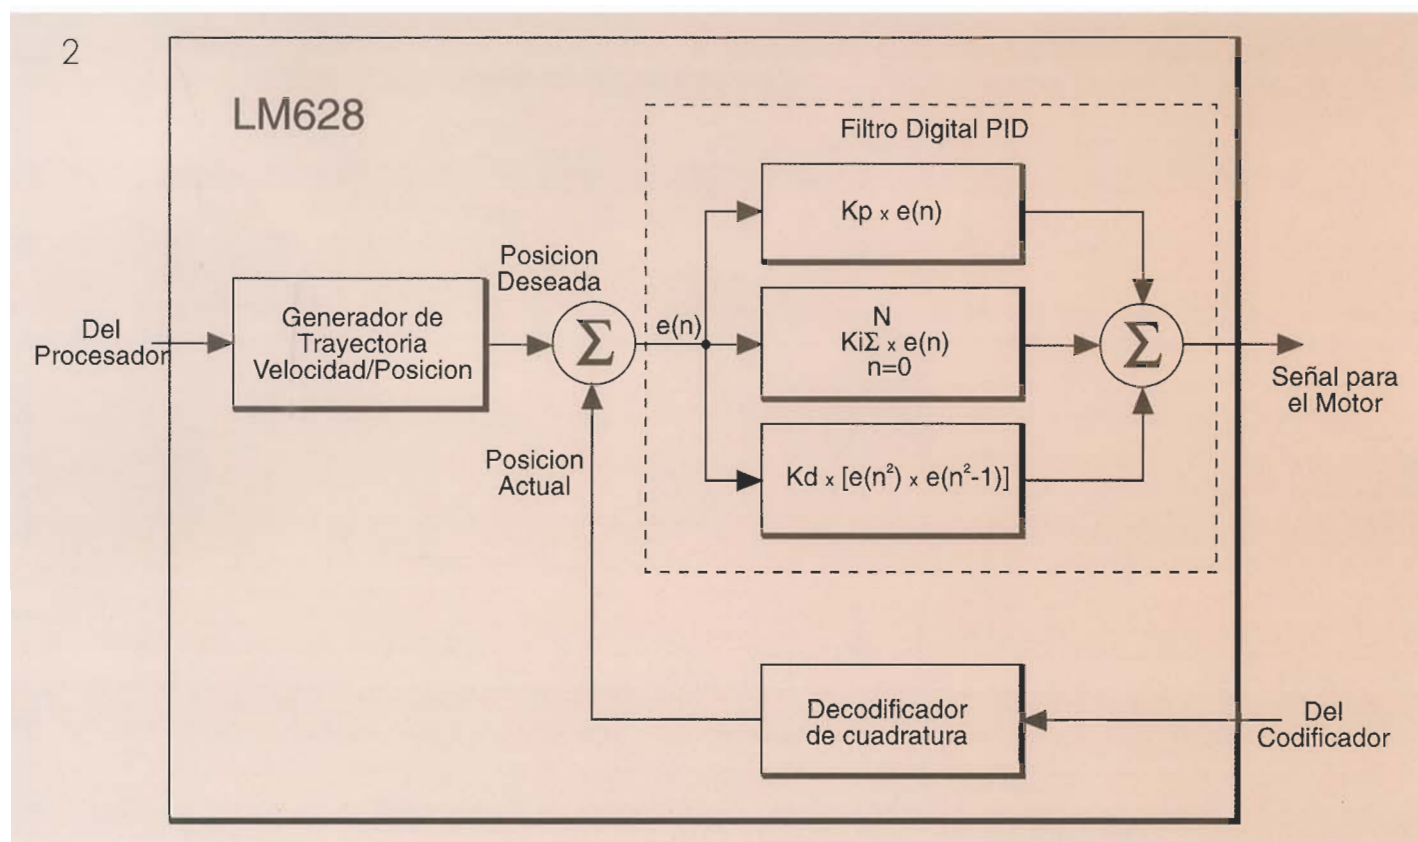 2
LM628
Filtro Digital PID
Kp x e(n)
Posicion
Deseada
Del
Procesador
Generador de
Trayectoria
Velocidad/Posicion
Σ
e(n)
N
KiΣ x e(n)
n=0
Σ
Señal para
el Motor
Posicion
Actual
Kd x [e(n²) x e(n²-1)]
Decodificador
de cuadratura
Del
Codificador